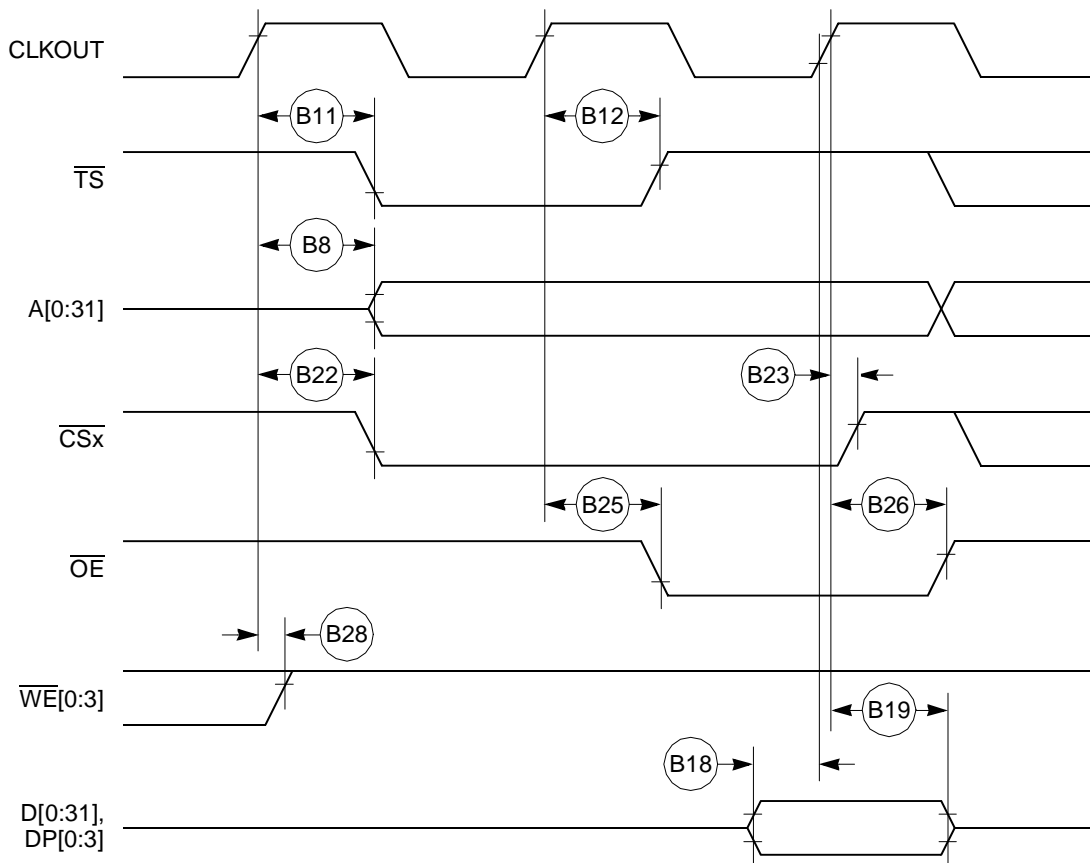 CLKOUT
B11
B12
TS
B8
A[0:31]
B22
B23
CSx
B25
B26
OE
B28
WE[0:3]
B19
B18
D[0:31],
DP[0:3]